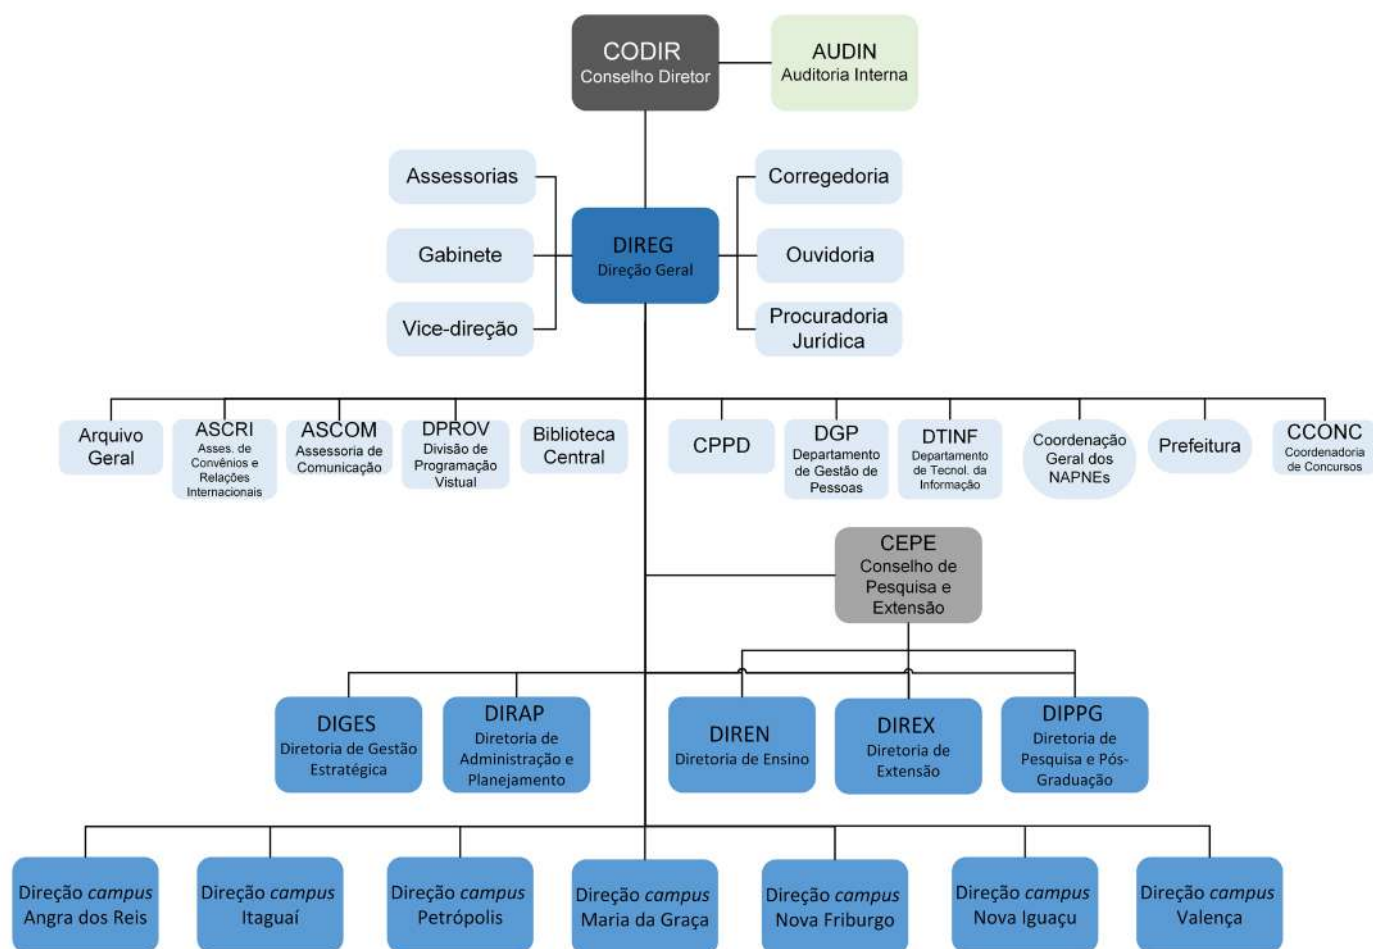 CODIR
Conselho Diretor
AUDIN
Auditoria Interna
Assessorias
Corregedoria
Gabinete
DIREG
Direção Geral
Ouvidoria
Vice-direção
Procuradoria
Jurídica
Arquivo
Geral
ASCRI
Asses. de
Convênios e
Relações
Internacionais
ASCOM
Assessoria de
Comunicação
DPROV
Divisão de
Programação
Vistual
Biblioteca
Central
CPPD
DGP
Departamento
de Gestão de
Pessoas
DTINF
Departamento
de Tecnol. da
Informação
Coordenação
Geral dos
NAPNEs
Prefeitura
CCONC
Coordenadoria
de Concursos
CEPE
Conselho de
Pesquisa e
Extensão
DIGES
Diretoria de Gestão
Estratégica
DIRAP
Diretoria de
Administração e
Planejamento
DIREN
Diretoria de Ensino
DIREX
Diretoria de
Extensão
DIPPG
Diretoria de
Pesquisa e Pós-
Graduação
Direção campus
Angra dos Reis
Direção campus
Itaguaí
Direção campus
Petrópolis
Direção campus
Maria da Graça
Direção campus
Nova Friburgo
Direção campus
Nova Iguaçu
Direção campus
Valença